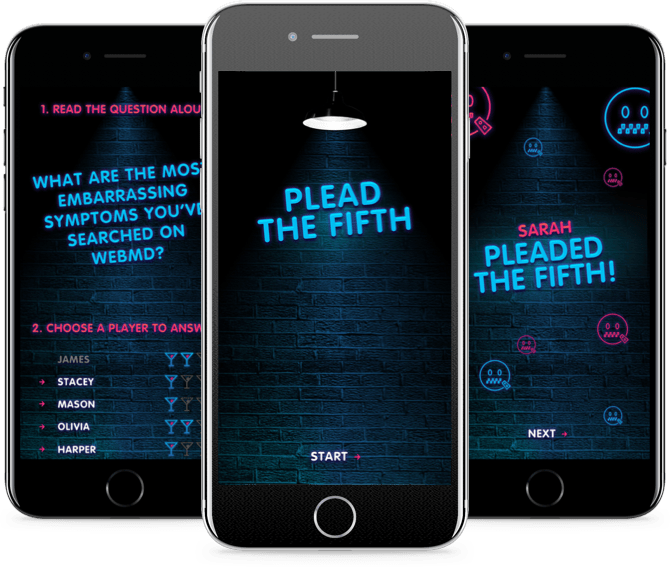 1. READ THE QUESTION ALOU
WHAT ARE THE MOST
EMBARRASSING
SYMPTOMS YOU'VE
SEARCHED ON
WEBMD?
2. CHOOSE A PLAYER TO ANSW
JAMES
STACEY
MASON
OLIVIA
HARPER
PLEAD
THE FIFTH
START
SARAH
PLEADED
THE FIFTH!
NEXT